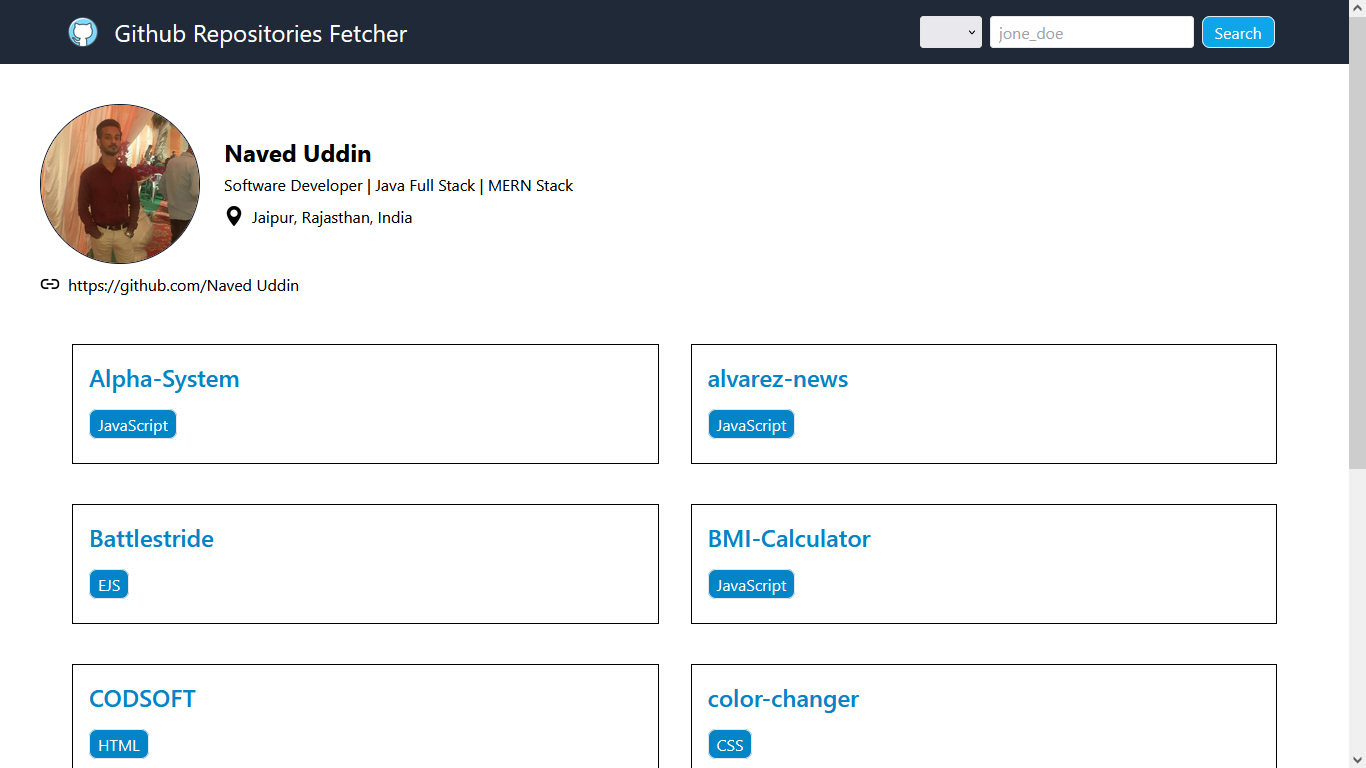 Github Repositories Fetcher
jone_doe
Search
Naved Uddin
Software Developer | Java Full Stack | MERN Stack
Jaipur, Rajasthan, India
https://github.com/Naved Uddin
Alpha-System
JavaScript
alvarez-news
JavaScript
Battlestride
EJS
BMI-Calculator
JavaScript
CODSOFT
HTML
color-changer
CSS